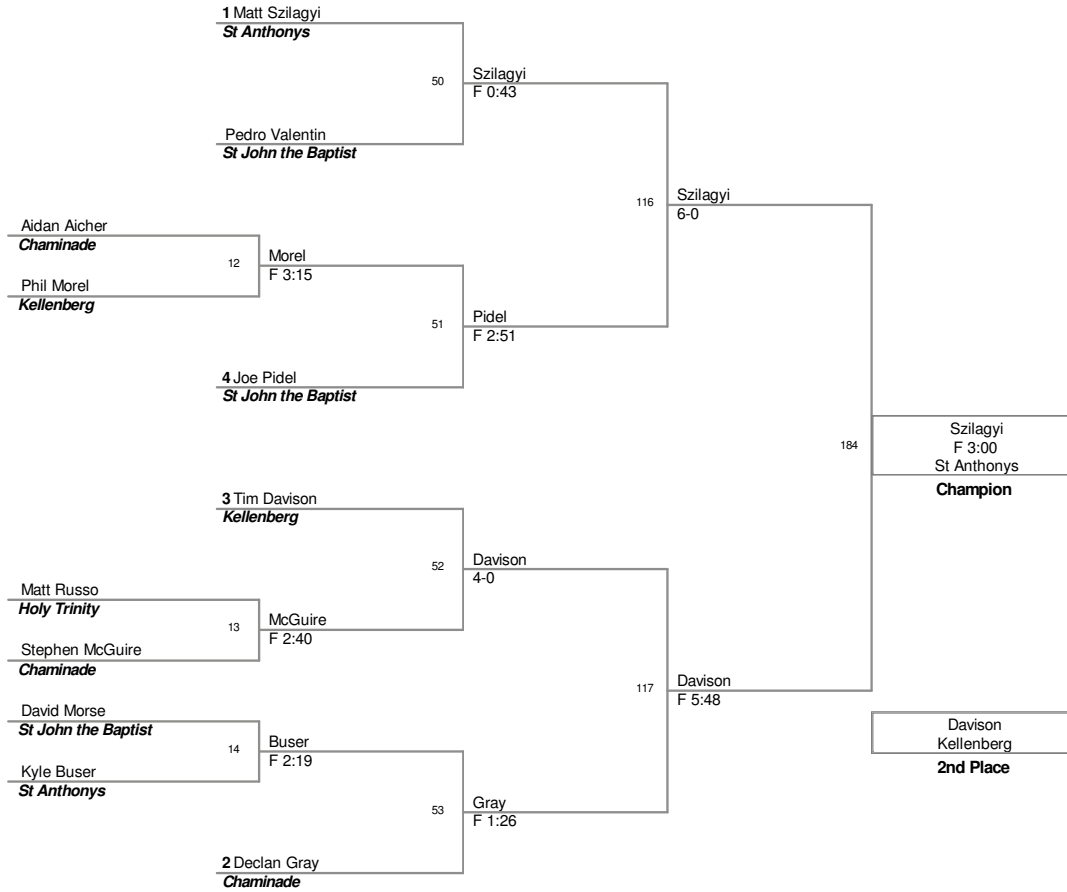 1 Matt Szilagyi
St Anthonys
50
Szilagyi
F 0:43
Pedro Valentin
St John the Baptist
116
Szilagyi
6-0
Aidan Aicher
Chaminade
12
Morel
F 3:15
Phil Morel
Kellenberg
51
Pidel
F 2:51
4 Joe Pidel
St John the Baptist
184
Szilagyi
F 3:00
St Anthonys
Champion
3 Tim Davison
Kellenberg
52
Davison
4-0
Matt Russo
Holy Trinity
13
McGuire
F 2:40
Stephen McGuire
Chaminade
117
Davison
F 5:48
David Morse
St John the Baptist
14
Buser
F 2:19
Kyle Buser
St Anthonys
Davison
Kellenberg
2nd Place
53
Gray
F 1:26
2 Declan Gray
Chaminade